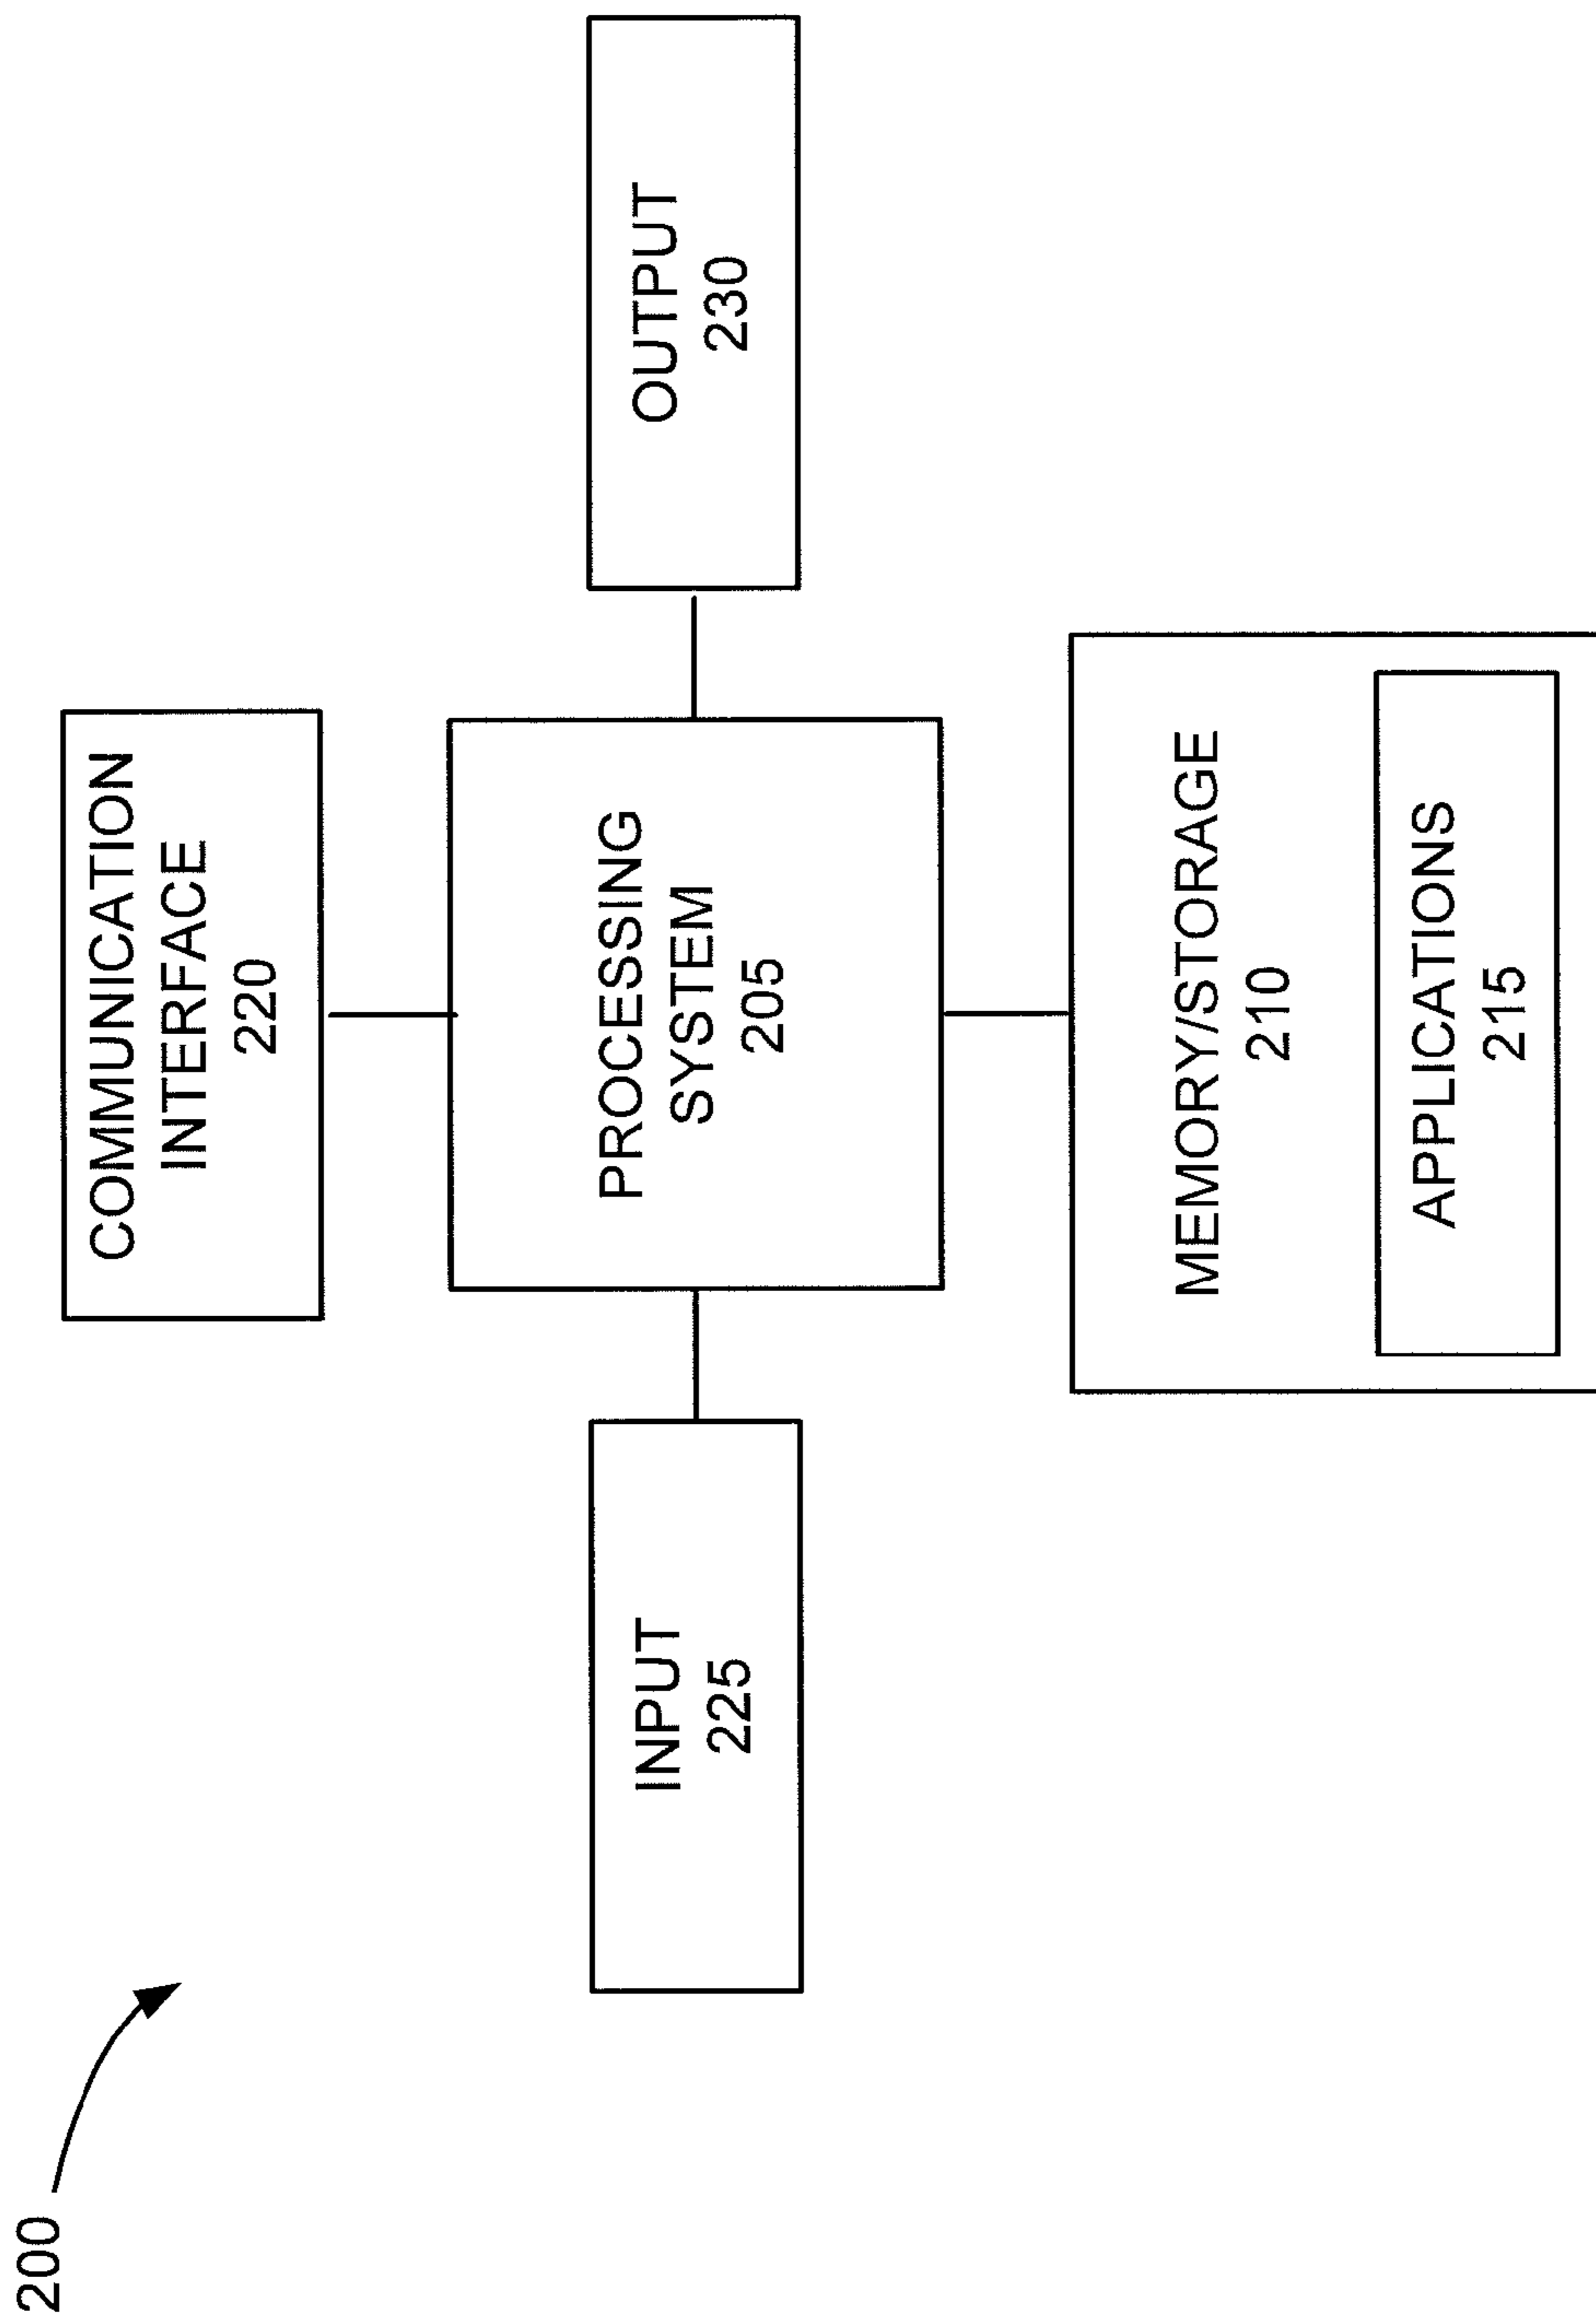 200
COMMUNICATION
INTERFACE
220
INPUT
225
PROCESSING
SYSTEM
205
OUTPUT
230
MEMORY/STORAGE
210
APPLICATIONS
215